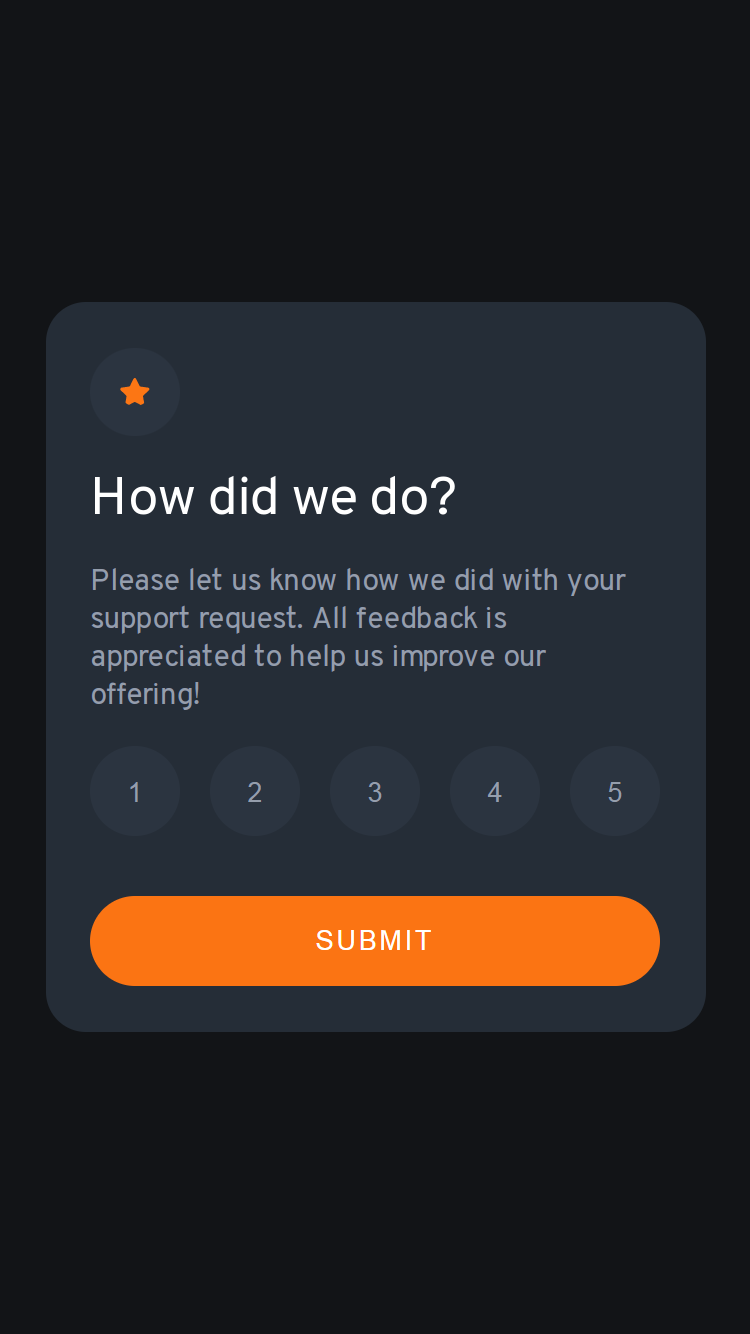 How did we do?
Please let us know how we did with your
support request. All feedback is
appreciated to help us improve our
offering!
1 2 3 4 5
SUBMIT